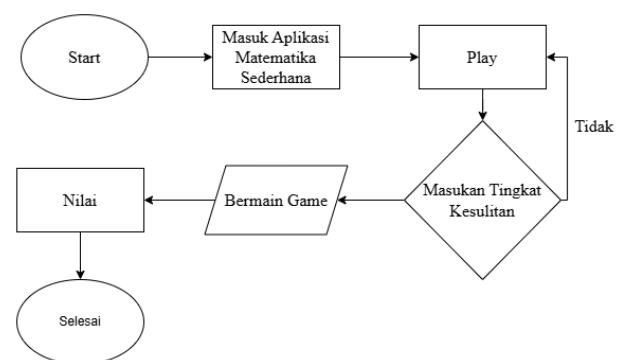 Start
Masuk Aplikasi
Matematika
Sederhana
Play
Tidak
Masukan Tingkat
Kesulitan
Bermain Game
Nilai
Selesai